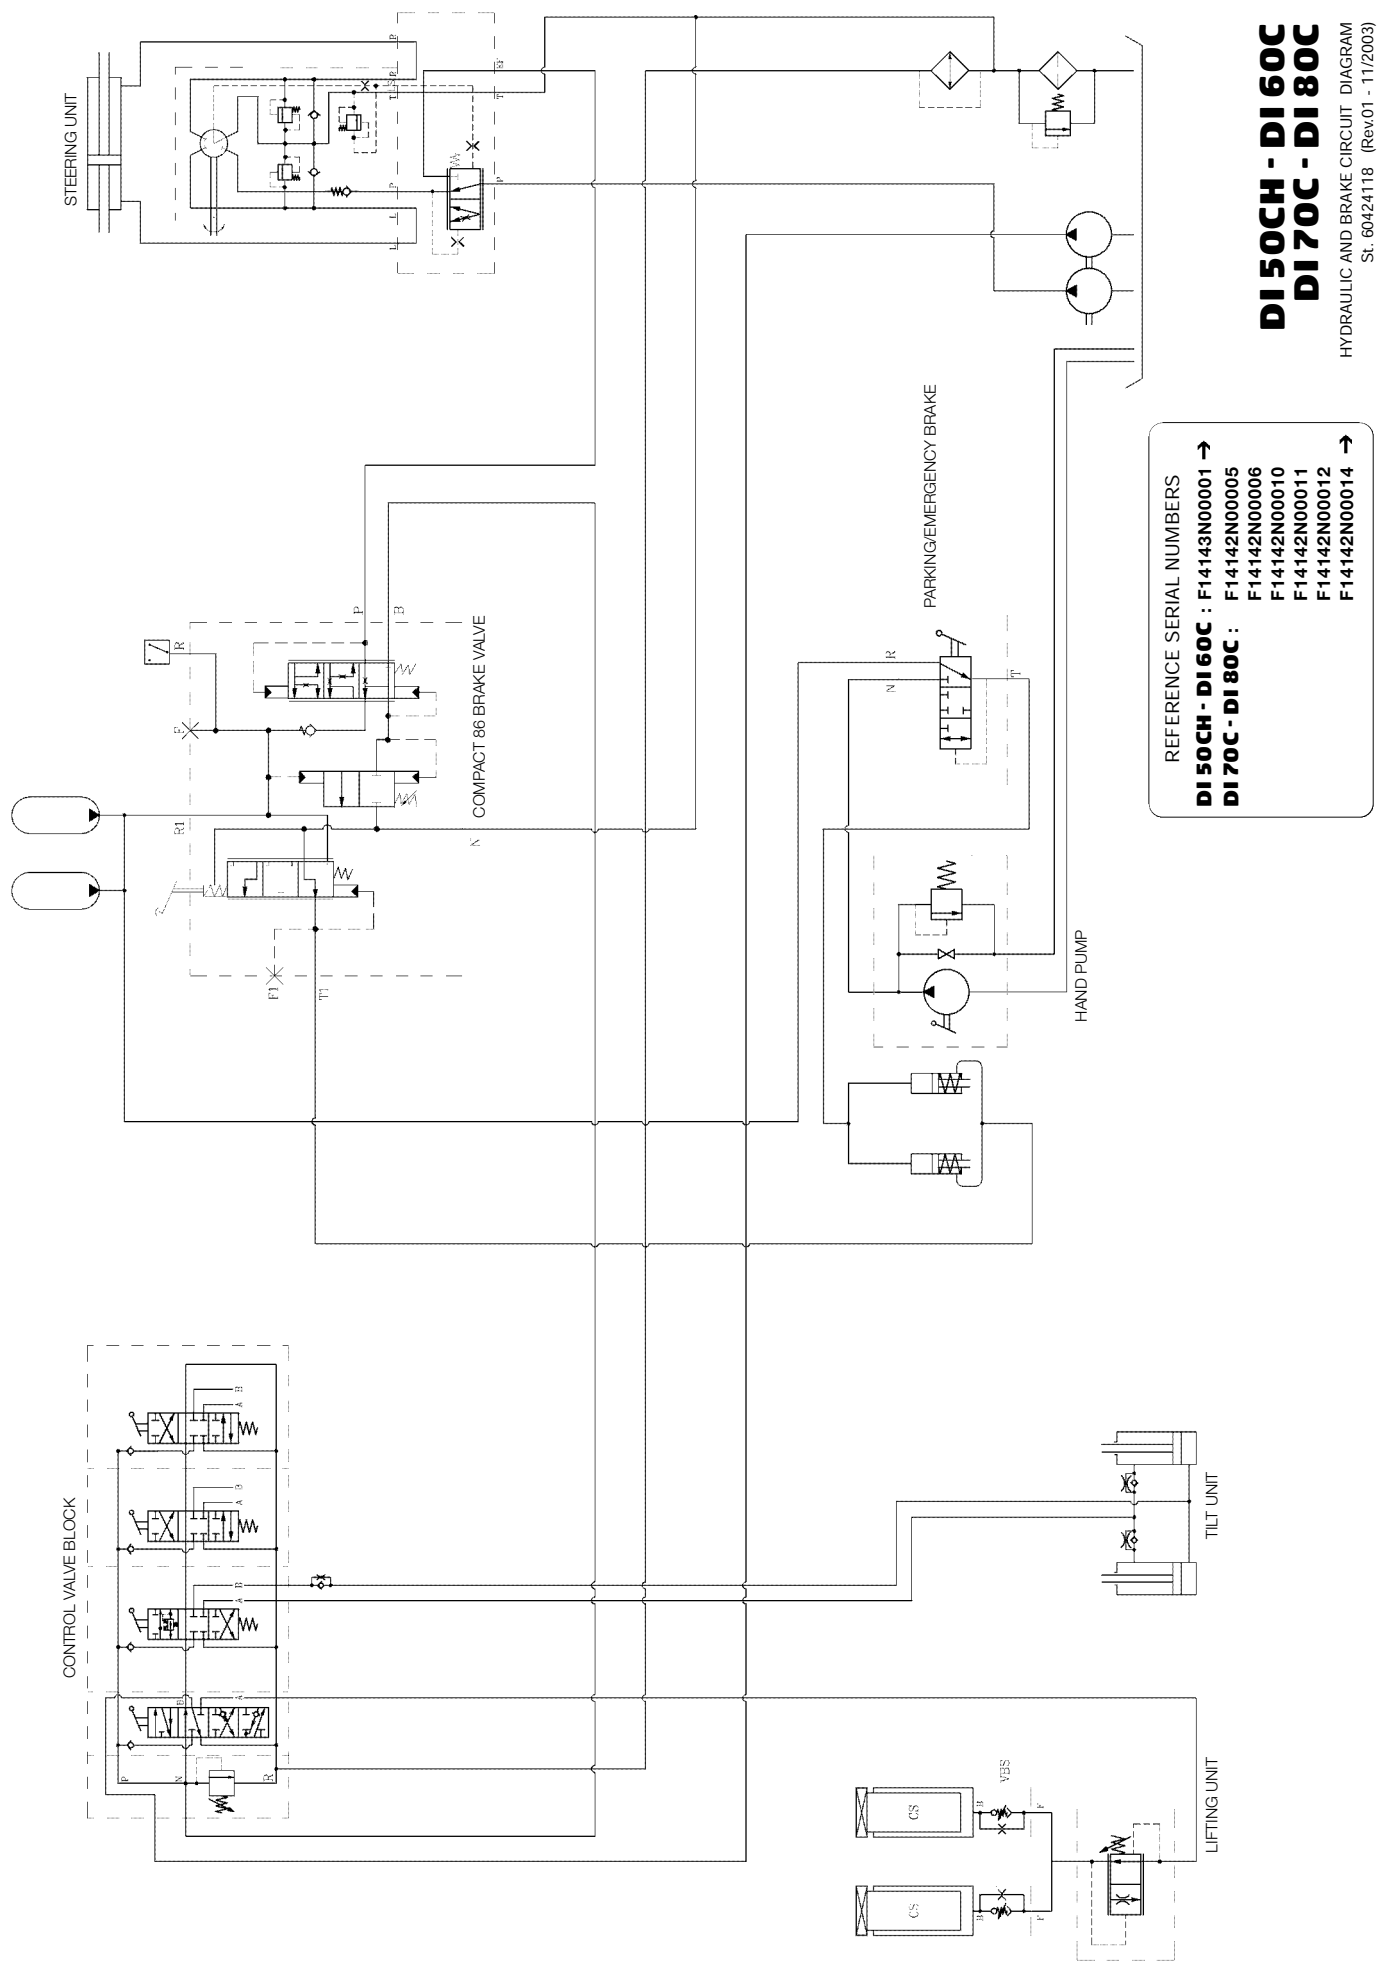 DI 50CH - DI 60C
DI 70C - DI 80C
HYDRAULIC AND BRAKE CIRCUIT DIAGRAM
St. 60424118 (Rev.01 - 11/2003)
REFERENCE SERIAL NUMBERS
DI 50CH - DI 60C : F14143N00001 →
DI 70C - DI 80C : F14142N00005
F14142N00006
F14142N00010
F14142N00011
F14142N00012
F14142N00014 →
STEERING UNIT
R
R
T
P
L
L
EF
T
P
COMPACT 86 BRAKE VALVE
R
P
B
F
R1
N
F1
T1
PARKING/EMERGENCY BRAKE
R
N
T
HAND PUMP
CONTROL VALVE BLOCK
B
A
B
A
B
A
B
A
P
N
R
TILT UNIT
LIFTING UNIT
CS
CS
VBS
B
F
B
F